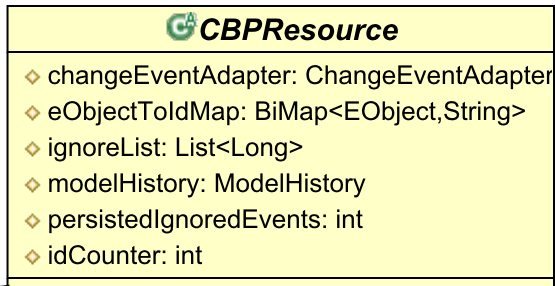 CBPResource
changeEventAdapter: ChangeEventAdapter
eObjectToIdMap: BiMap<EObject,String>
ignoreList: List<Long>
modelHistory: ModelHistory
persistedIgnoredEvents: int
idCounter: int